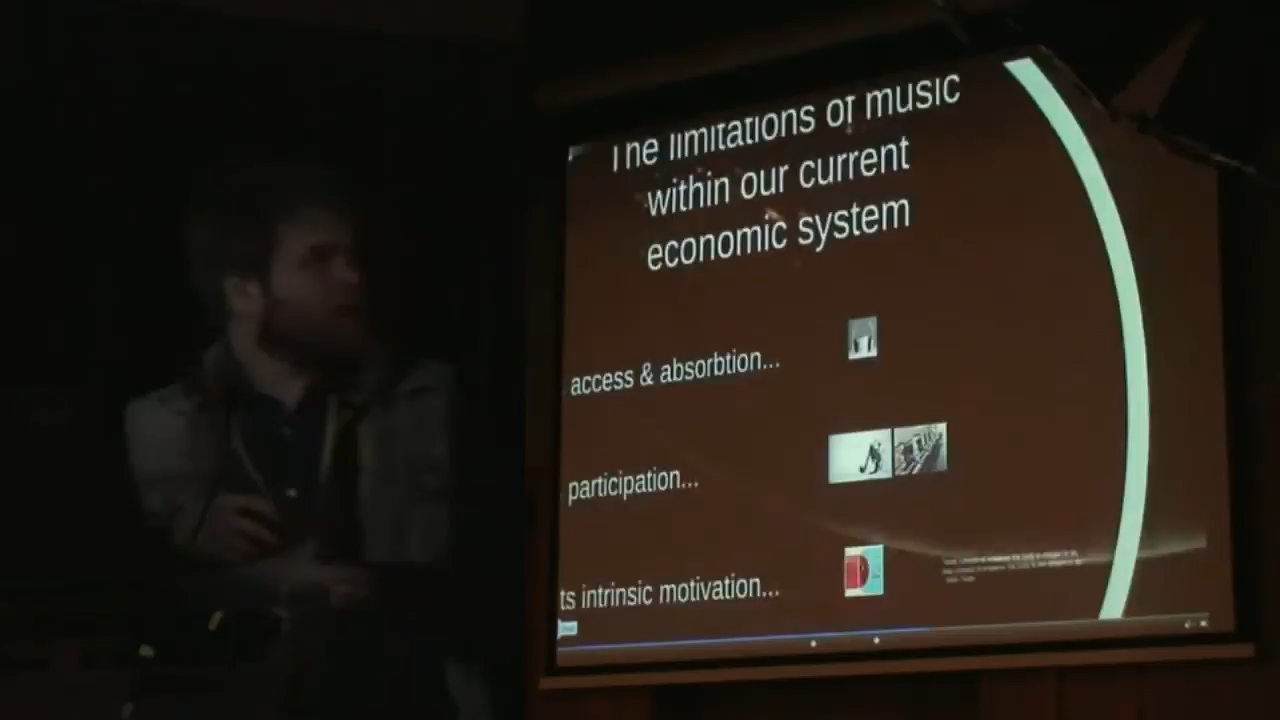 The limitations of music
within our current
economic system
access & absorbtion...
participation...
ts intrinsic motivation...